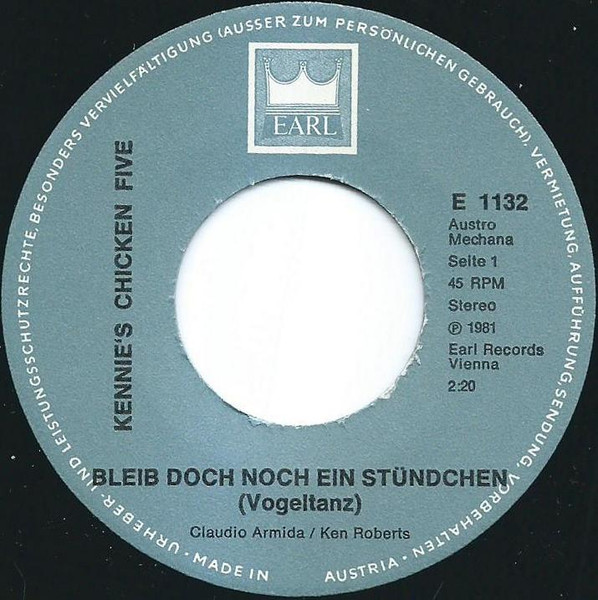 EARL
KENNIE'S CHICKEN FIVE
E 1132
Austro
Mechana
Seite 1
45 RPM
Stereo
℗ 1981
Earl Records
Vienna
2:20
BLEIB DOCH NOCH EIN STÜNDCHEN
(Vogeltanz)
Claudio Armida / Ken Roberts
URHEBER- UND LEISTUNGSSCHUTZRECHTE, BESONDERS VERVIELFÄLTIGUNG (AUSSER ZUM PERSÖNLICHEN GEBRAUCH), VERMIETUNG, AUFFÜHRUNG, SENDUNG, VORBEHALTEN • MADE IN AUSTRIA •